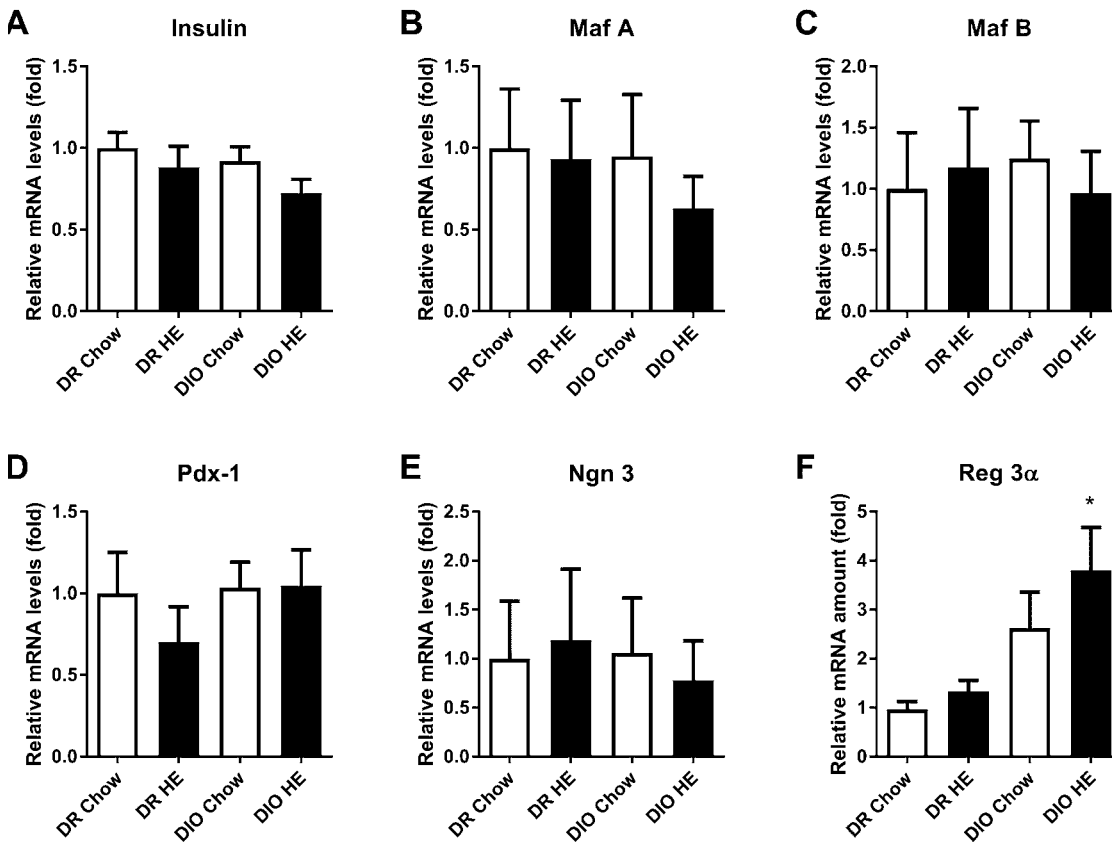 A
Insulin
Relative mRNA levels (fold)
1.5
1.0
0.5
0.0
DR Chow
DR HE
DIO Chow
DIO HE
B
Maf A
Relative mRNA levels (fold)
1.5
1.0
0.5
0.0
DR Chow
DR HE
DIO Chow
DIO HE
C
Maf B
Relative mRNA levels (fold)
2.0
1.5
1.0
0.5
0.0
DR Chow
DR HE
DIO Chow
DIO HE
D
Pdx-1
Relative mRNA levels (fold)
1.5
1.0
0.5
0.0
DR Chow
DR HE
DIO Chow
DIO HE
E
Ngn 3
Relative mRNA levels (fold)
2.5
2.0
1.5
1.0
0.5
0.0
DR Chow
DR HE
DIO Chow
DIO HE
F
Reg 3α
Relative mRNA amount (fold)
5
4
3
2
1
0
*
DR Chow
DR HE
DIO Chow
DIO HE